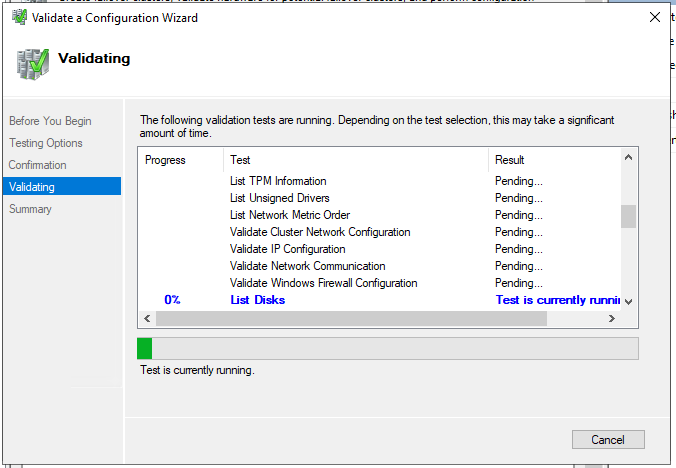 Validate a Configuration Wizard
Validating
Before You Begin
Testing Options
Confirmation
Validating
Summary
The following validation tests are running. Depending on the test selection, this may take a significant
amount of time.
Progress Test Result
List TPM Information Pending...
List Unsigned Drivers Pending...
List Network Metric Order Pending...
Validate Cluster Network Configuration Pending...
Validate IP Configuration Pending...
Validate Network Communication Pending...
Validate Windows Firewall Configuration Pending...
0% List Disks Test is currently runni
Test is currently running.
Cancel